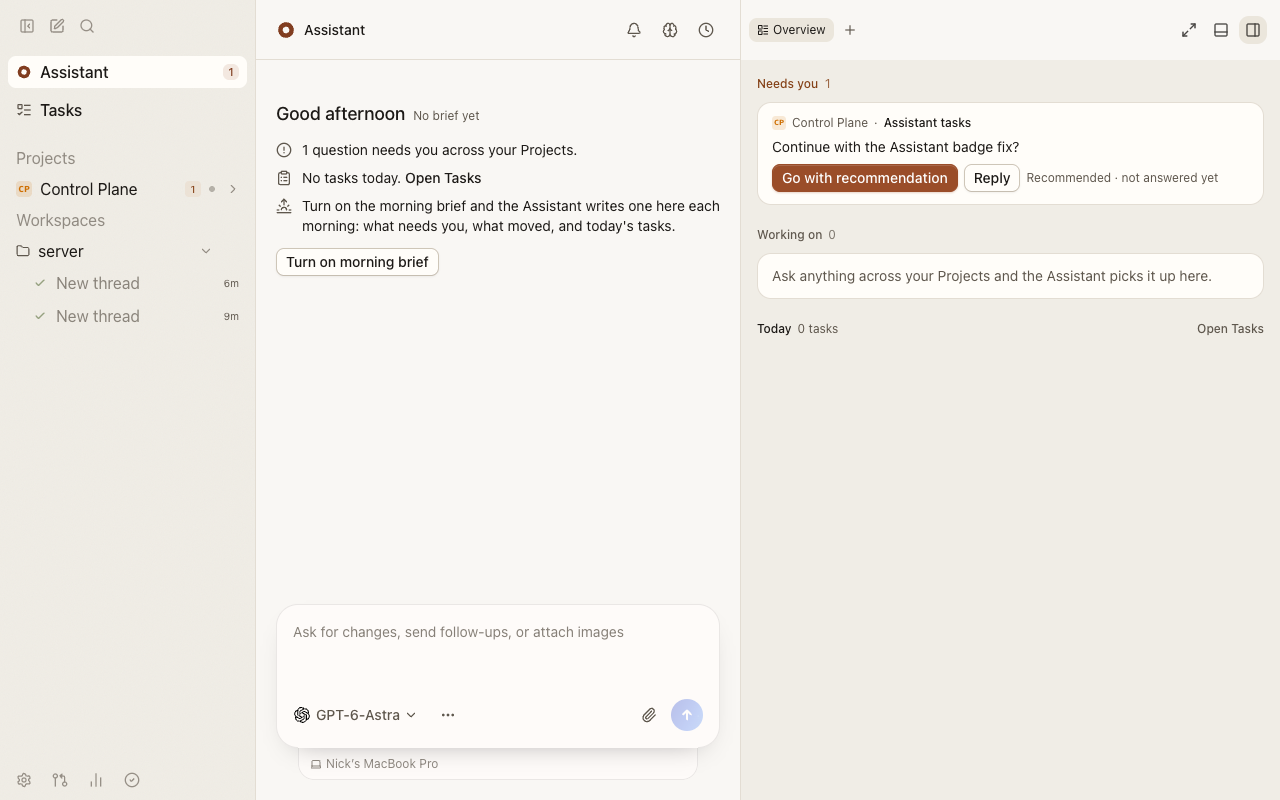 Assistant
1
Tasks
Projects
CP Control Plane 1
Workspaces
server
New thread 6m
New thread 9m
Assistant
Good afternoon No brief yet
1 question needs you across your Projects.
No tasks today. Open Tasks
Turn on the morning brief and the Assistant writes one here each
morning: what needs you, what moved, and today's tasks.
Turn on morning brief
Ask for changes, send follow-ups, or attach images
GPT-6-Astra
Nick's MacBook Pro
Overview
Needs you 1
CP Control Plane · Assistant tasks
Continue with the Assistant badge fix?
Go with recommendation Reply Recommended · not answered yet
Working on 0
Ask anything across your Projects and the Assistant picks it up here.
Today 0 tasks Open Tasks